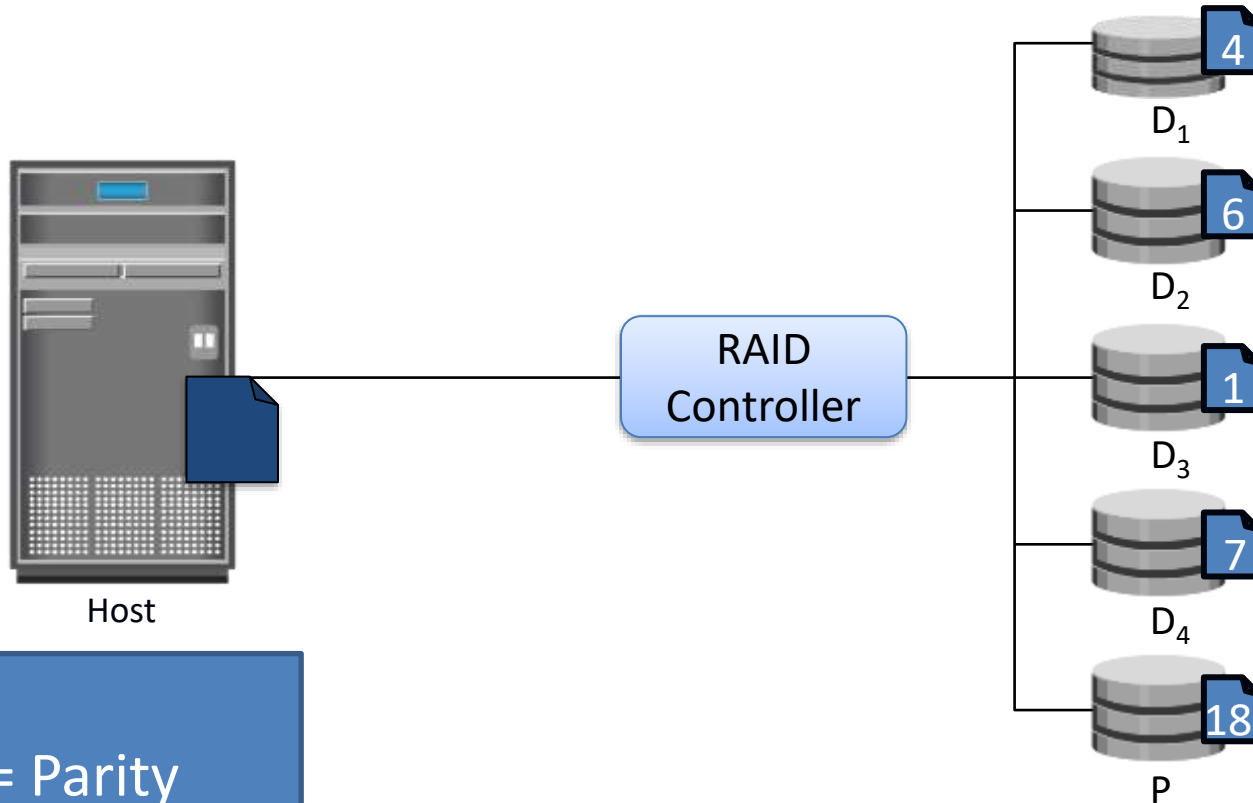 4
D₁
6
D₂
RAID
Controller
1
D₃
Host
7
D₄
= Parity
18
P